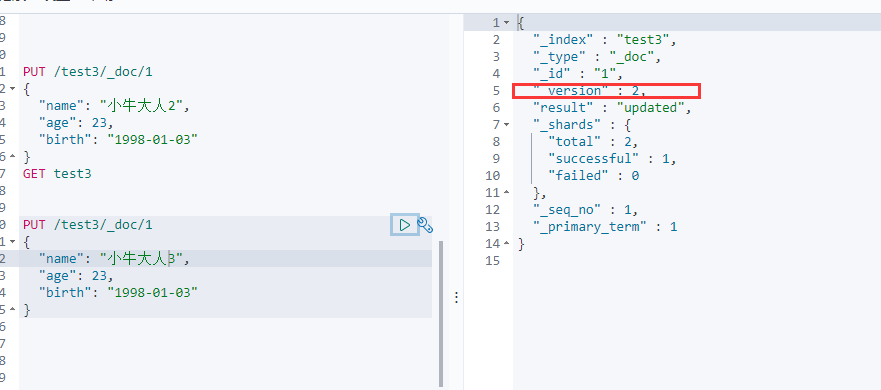 8
9
0
1 PUT /test3/_doc/1
2 {
3 "name": "小牛大人2",
4 "age": 23,
5 "birth": "1998-01-03"
6 }
7 GET test3
8
9
0 PUT /test3/_doc/1
1 {
2 "name": "小牛大人3",
3 "age": 23,
4 "birth": "1998-01-03"
5 }
6
7
8
9
1 {
2 "_index" : "test3",
3 "_type" : "_doc",
4 "_id" : "1",
5 "_version" : 2,
6 "result" : "updated",
7 "_shards" : {
8 "total" : 2,
9 "successful" : 1,
10 "failed" : 0
11 },
12 "_seq_no" : 1,
13 "_primary_term" : 1
14 }
15